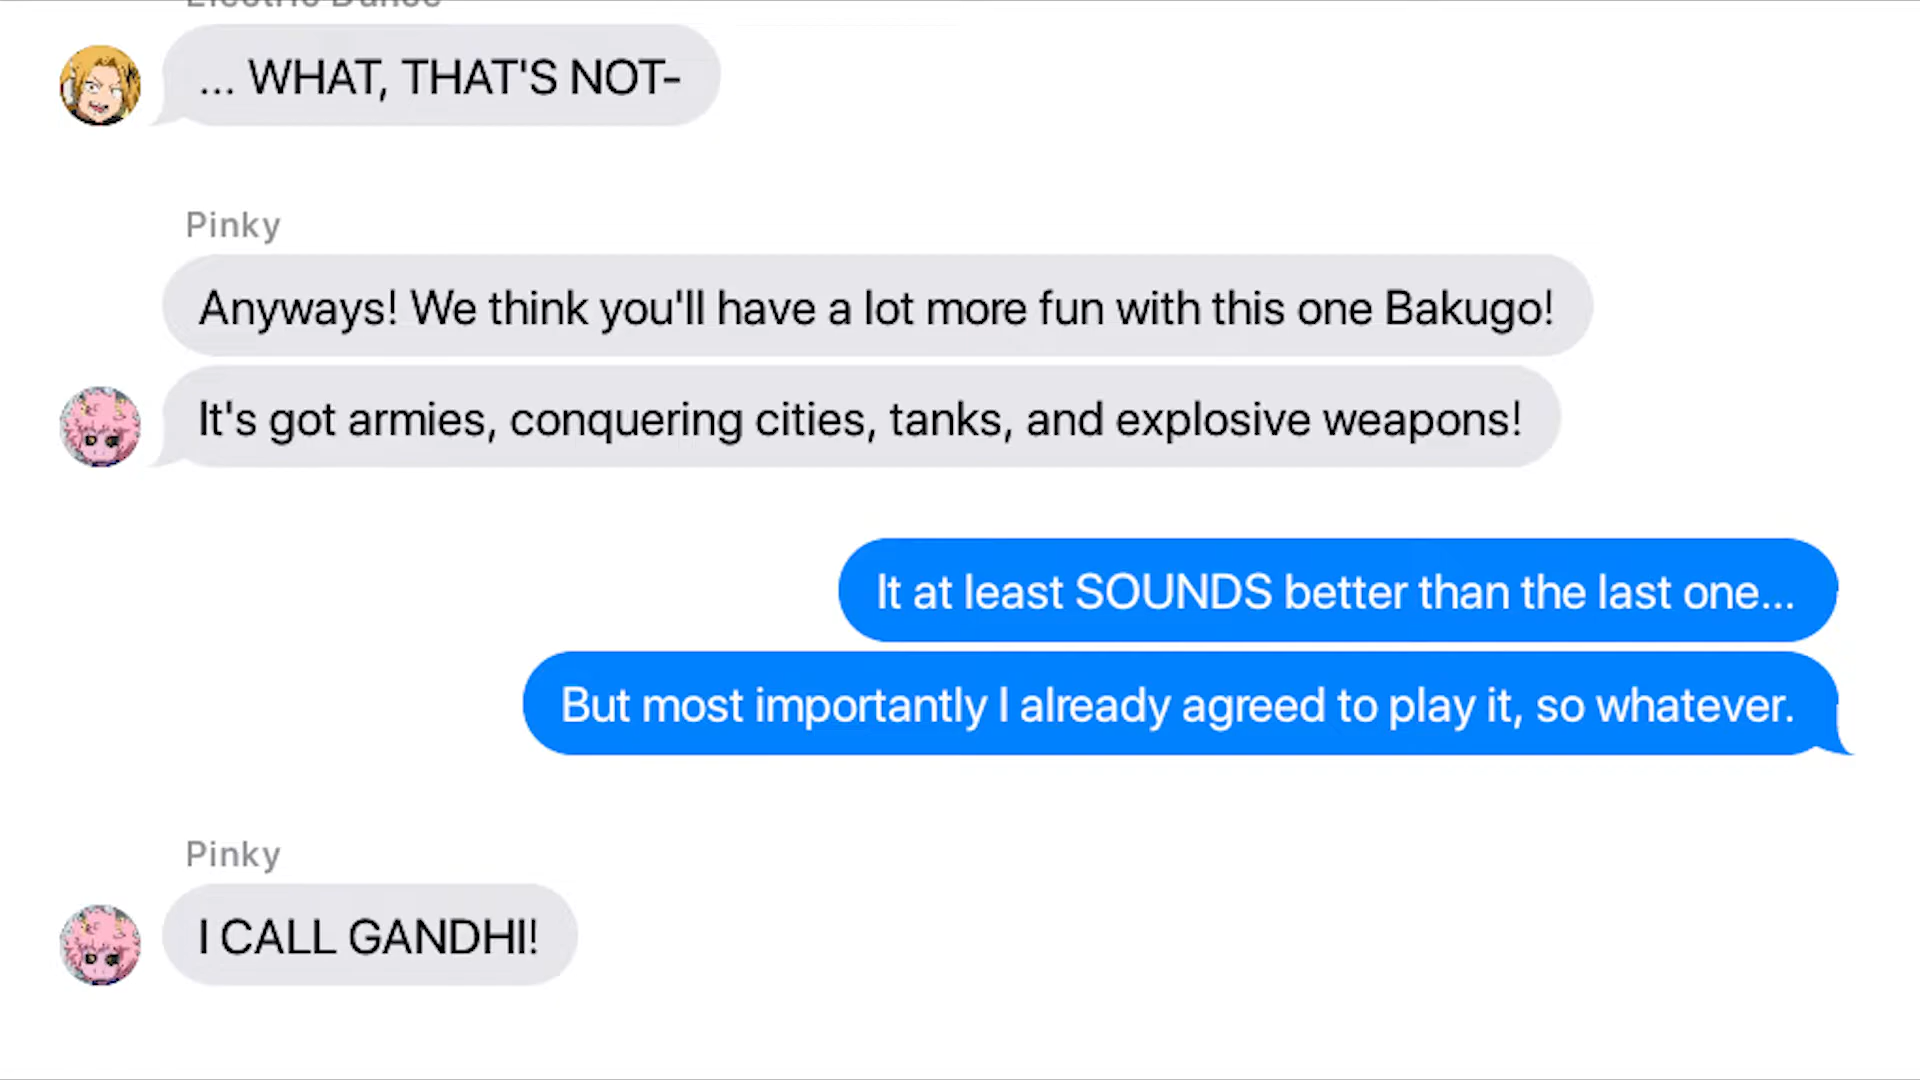 Electric Dance
... WHAT, THAT'S NOT-
Pinky
Anyways! We think you'll have a lot more fun with this one Bakugo!
It's got armies, conquering cities, tanks, and explosive weapons!
It at least SOUNDS better than the last one...
But most importantly I already agreed to play it, so whatever.
Pinky
I CALL GANDHI!